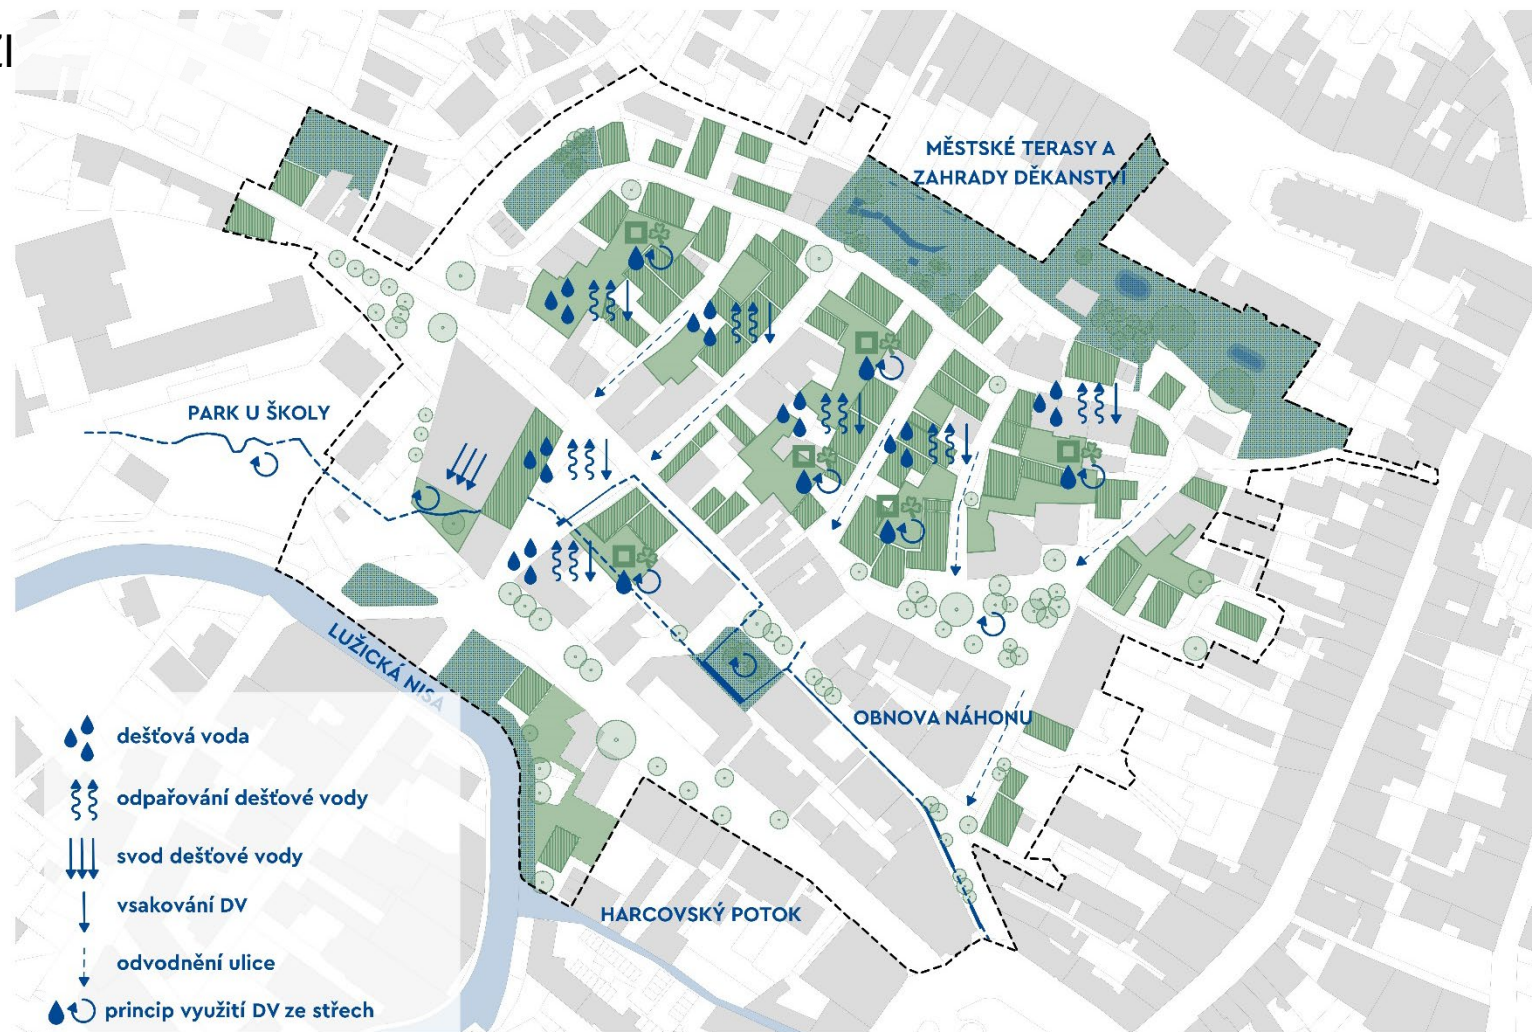 MĚSTSKÉ TERASY A
ZAHRADY DĚKANSTVÍ
PARK U ŠKOLY
LUŽICKÁ NISA
OBNOVA NÁHONU
HARCOVSKÝ POTOK
dešťová voda
odpařování dešťové vody
svod dešťové vody
vsakování DV
odvodnění ulice
princip využití DV ze střech